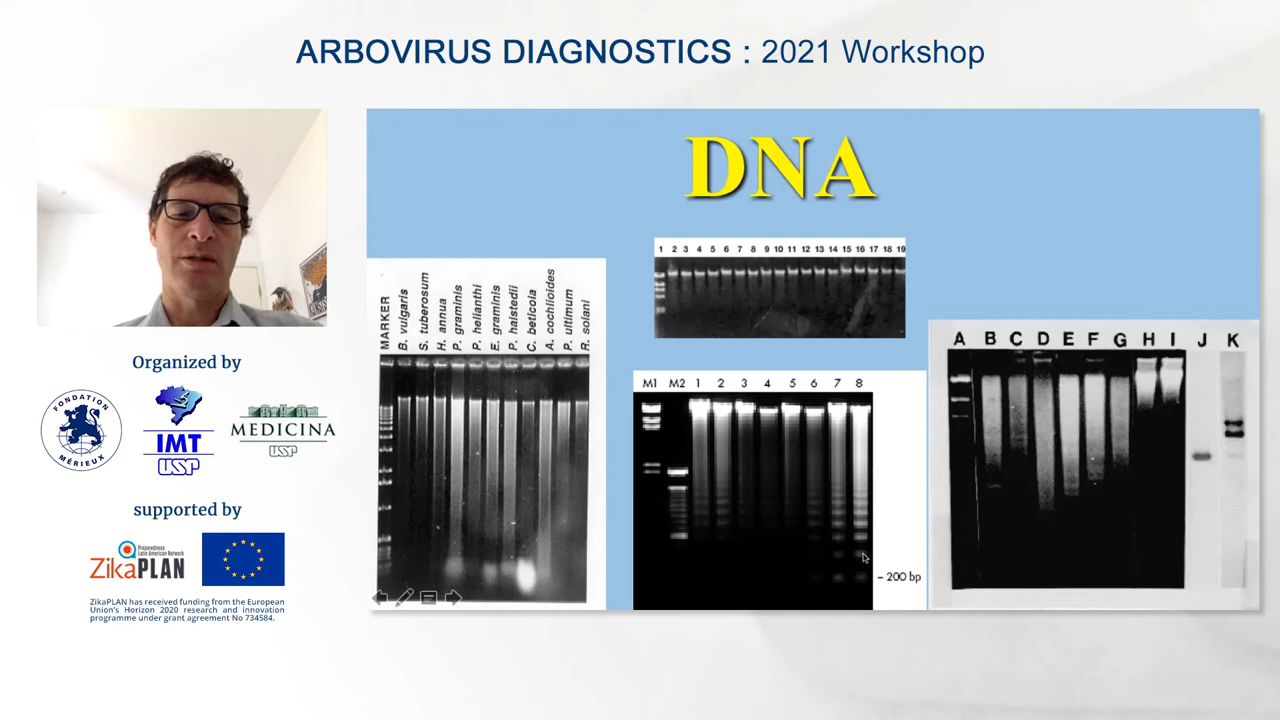 ARBOVIRUS DIAGNOSTICS : 2021 Workshop
Organized by
FONDATION MÉRIEUX
IMT
USP
MEDICINA
USP
supported by
ZikaPLAN
Preparedness
Latin American Network
ZikaPLAN has received funding from the European
Union's Horizon 2020 research and innovation
programme under grant agreement No 734584.
DNA
MARKER
B. vulgaris
S. tuberosum
H. annua
P. graminis
P. helianthi
E. graminis
P. halstedii
C. beticola
A. cochlioides
P. ultimum
R. solani
1 2 3 4 5 6 7 8 9 10 11 12 13 14 15 16 17 18 19
M1 M2 1 2 3 4 5 6 7 8
– 200 bp
A B C D E F G H I J K